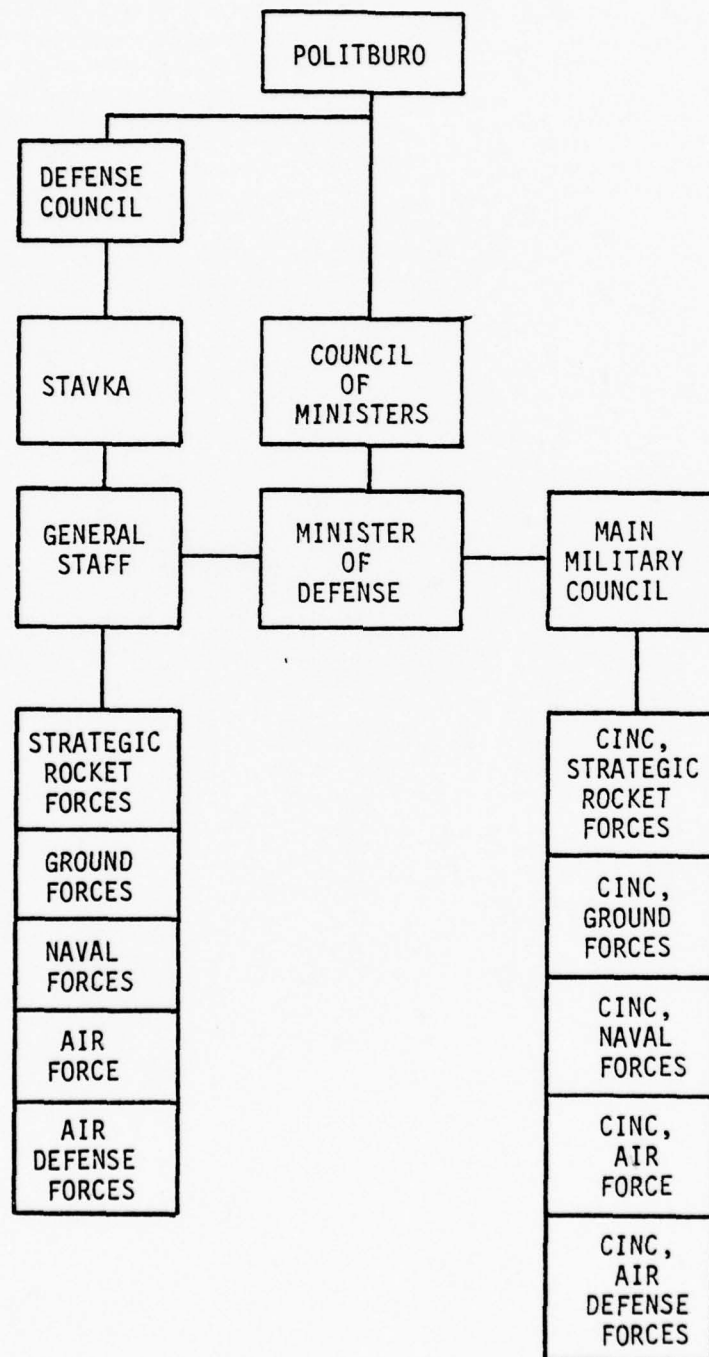 POLITBURO
DEFENSE
COUNCIL
STAVKA
COUNCIL
OF
MINISTERS
GENERAL
STAFF
MINISTER
OF
DEFENSE
MAIN
MILITARY
COUNCIL
STRATEGIC
ROCKET
FORCES
GROUND
FORCES
NAVAL
FORCES
AIR
FORCE
AIR
DEFENSE
FORCES
CINC,
STRATEGIC
ROCKET
FORCES
CINC,
GROUND
FORCES
CINC,
NAVAL
FORCES
CINC,
AIR
FORCE
CINC,
AIR
DEFENSE
FORCES